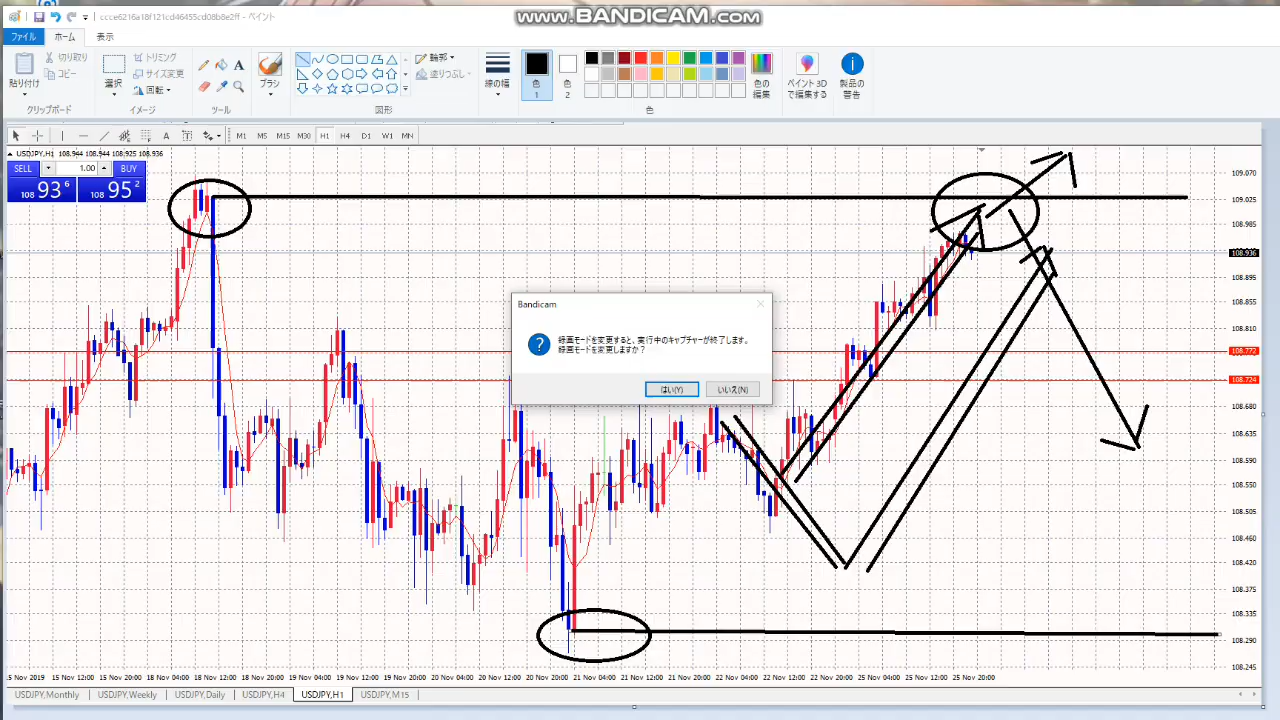 www.BANDICAM.com
ccce6216a18f121cd46455cd08b8e2ff - ペイント
ファイル ホーム 表示
貼り付け 切り取り コピー 選択 トリミング サイズ変更 回転 ブラシ 輪郭 塗りつぶし 線の幅 色 1 色 2 色の編集 ペイント 3D で編集する 製品の警告
クリップボード イメージ ツール 図形 色
M1 M5 M15 M30 H1 H4 D1 W1 MN
USDJPY,H1 108.944 108.944 108.925 108.936
SELL 1.00 BUY
108 93 6 108 95 2
109.070
109.025
108.985
108.936
108.895
108.855
108.810
108.772
108.724
108.680
108.635
108.590
108.550
108.505
108.460
108.420
108.335
108.290
108.245
Bandicam
録画モードを変更すると、実行中のキャプチャーが終了します。
録画モードを変更しますか？
はい(Y) いいえ(N)
15 Nov 2019 15 Nov 12:00 15 Nov 20:00 18 Nov 04:00 18 Nov 12:00 18 Nov 20:00 19 Nov 04:00 19 Nov 12:00 19 Nov 20:00 20 Nov 04:00 20 Nov 12:00 20 Nov 20:00 21 Nov 04:00 21 Nov 12:00 21 Nov 20:00 22 Nov 04:00 22 Nov 12:00 22 Nov 20:00 25 Nov 04:00 25 Nov 12:00 25 Nov 20:00
USDJPY,Monthly USDJPY,Weekly USDJPY,Daily USDJPY,H4 USDJPY,H1 USDJPY,M15